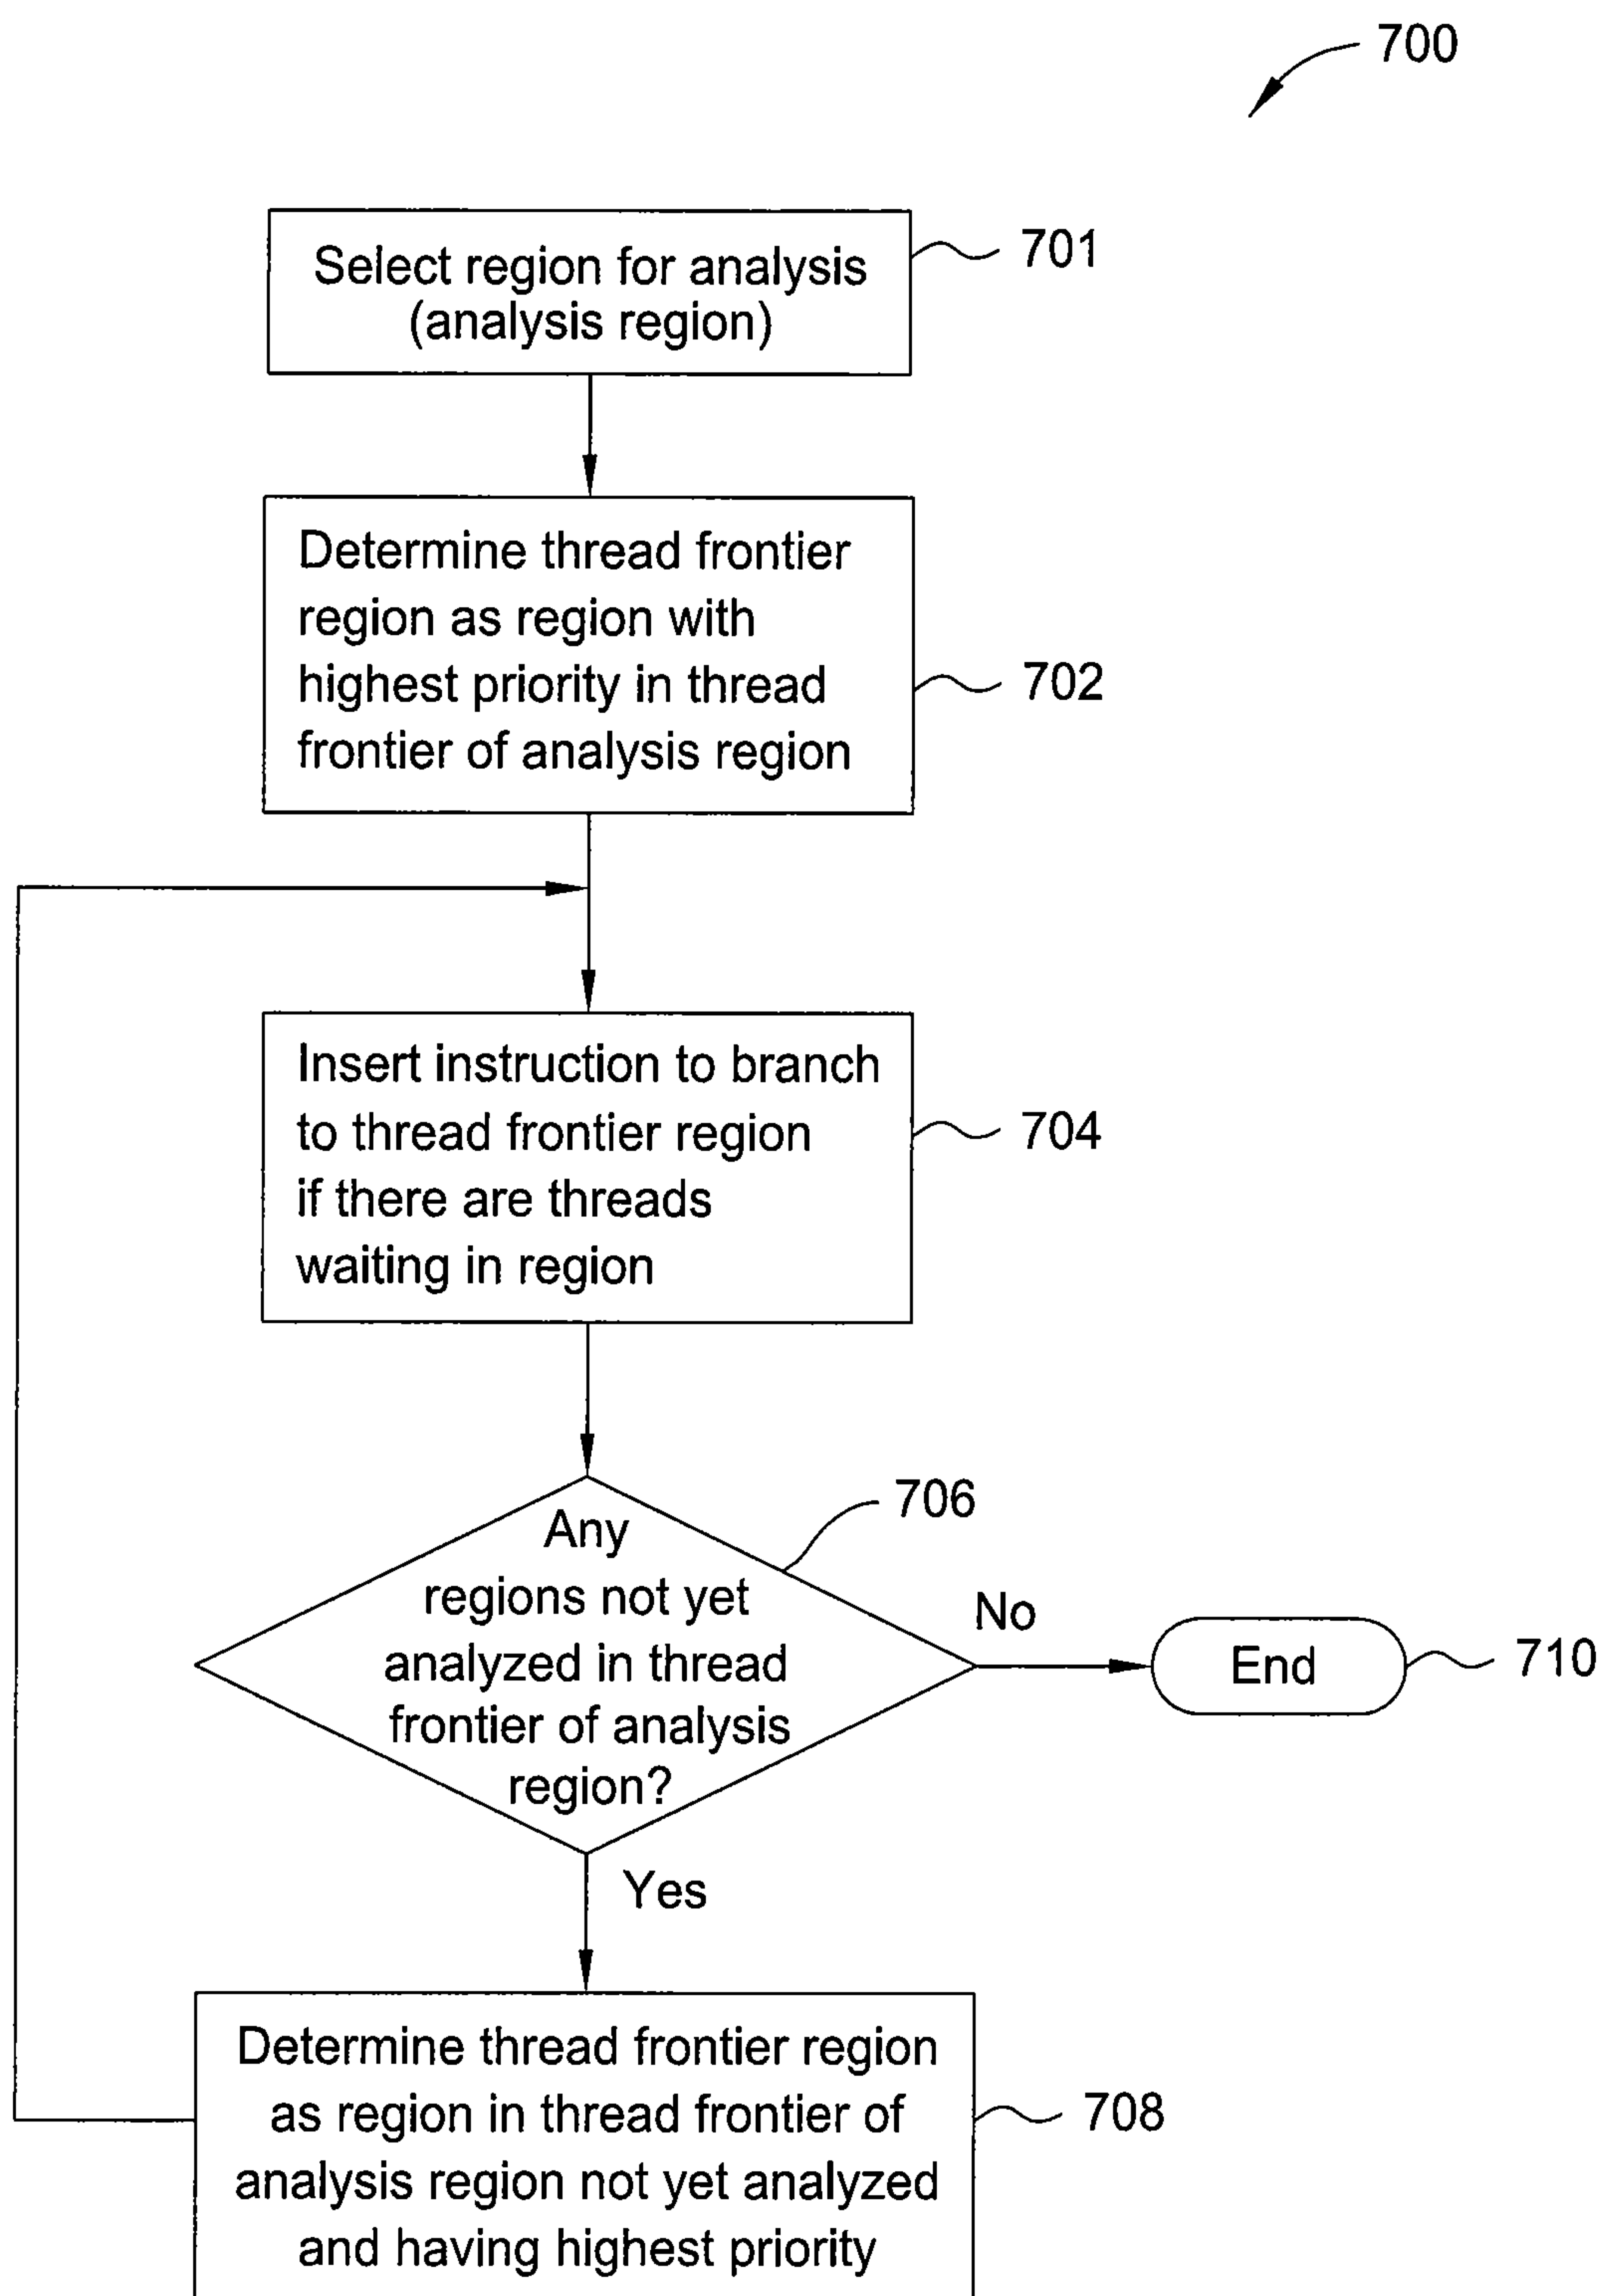 700
Select region for analysis
(analysis region)
701
Determine thread frontier
region as region with
highest priority in thread
frontier of analysis region
702
Insert instruction to branch
to thread frontier region
if there are threads
waiting in region
704
Any
regions not yet
analyzed in thread
frontier of analysis
region?
706
No
End
710
Yes
Determine thread frontier region
as region in thread frontier of
analysis region not yet analyzed
and having highest priority
708